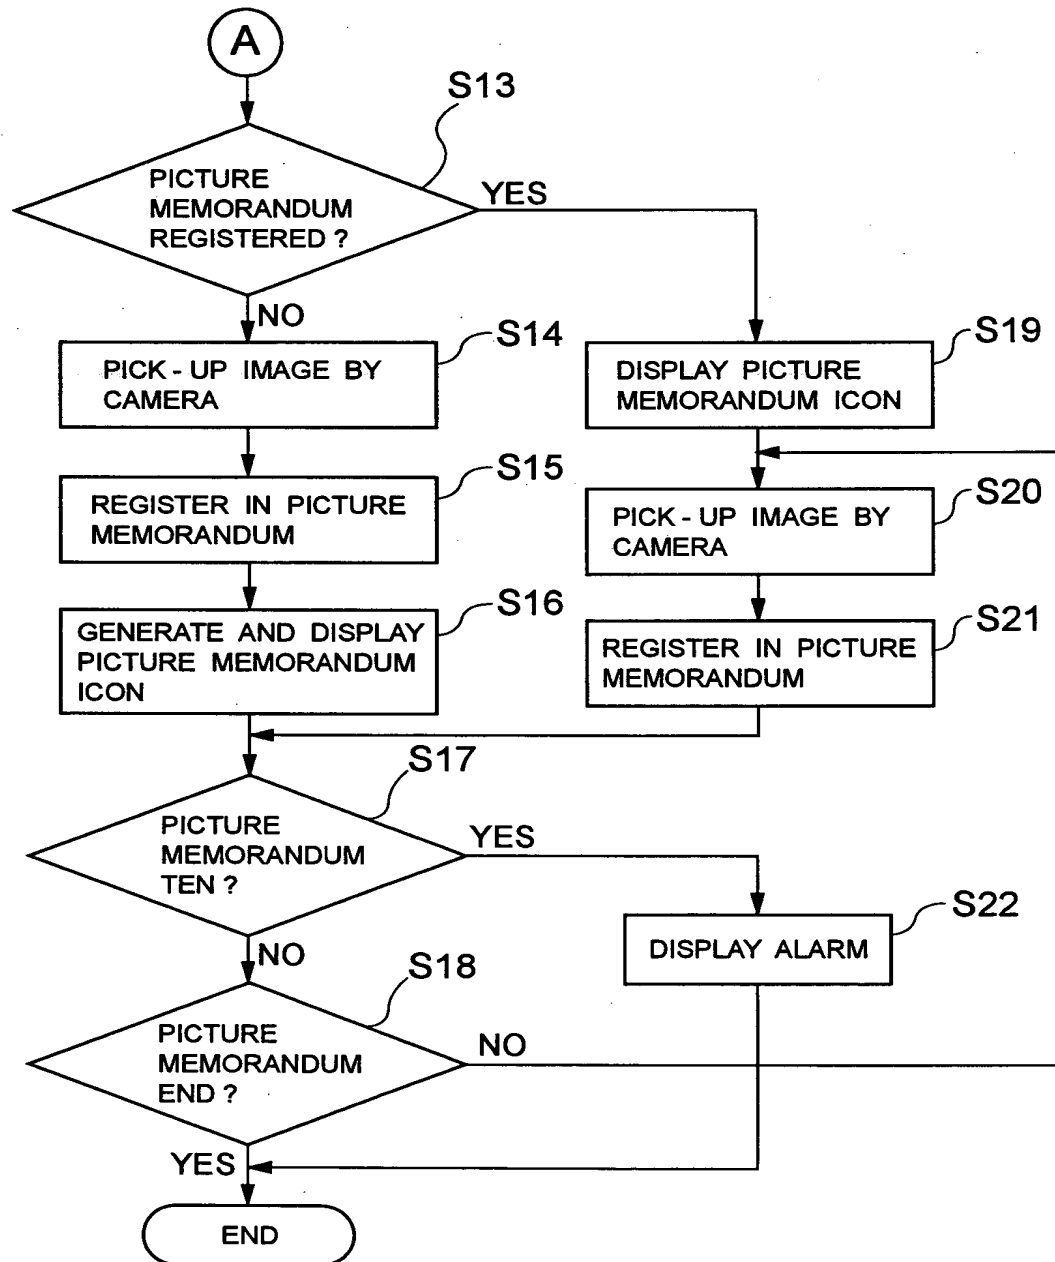 A
S13
PICTURE
MEMORANDUM
REGISTERED ?
YES
NO
S14
PICK - UP IMAGE BY
CAMERA
S19
DISPLAY PICTURE
MEMORANDUM ICON
S15
REGISTER IN PICTURE
MEMORANDUM
S20
PICK - UP IMAGE BY
CAMERA
S16
GENERATE AND DISPLAY
PICTURE MEMORANDUM
ICON
S21
REGISTER IN PICTURE
MEMORANDUM
S17
PICTURE
MEMORANDUM
TEN ?
YES
NO
S22
DISPLAY ALARM
S18
PICTURE
MEMORANDUM
END ?
NO
YES
END